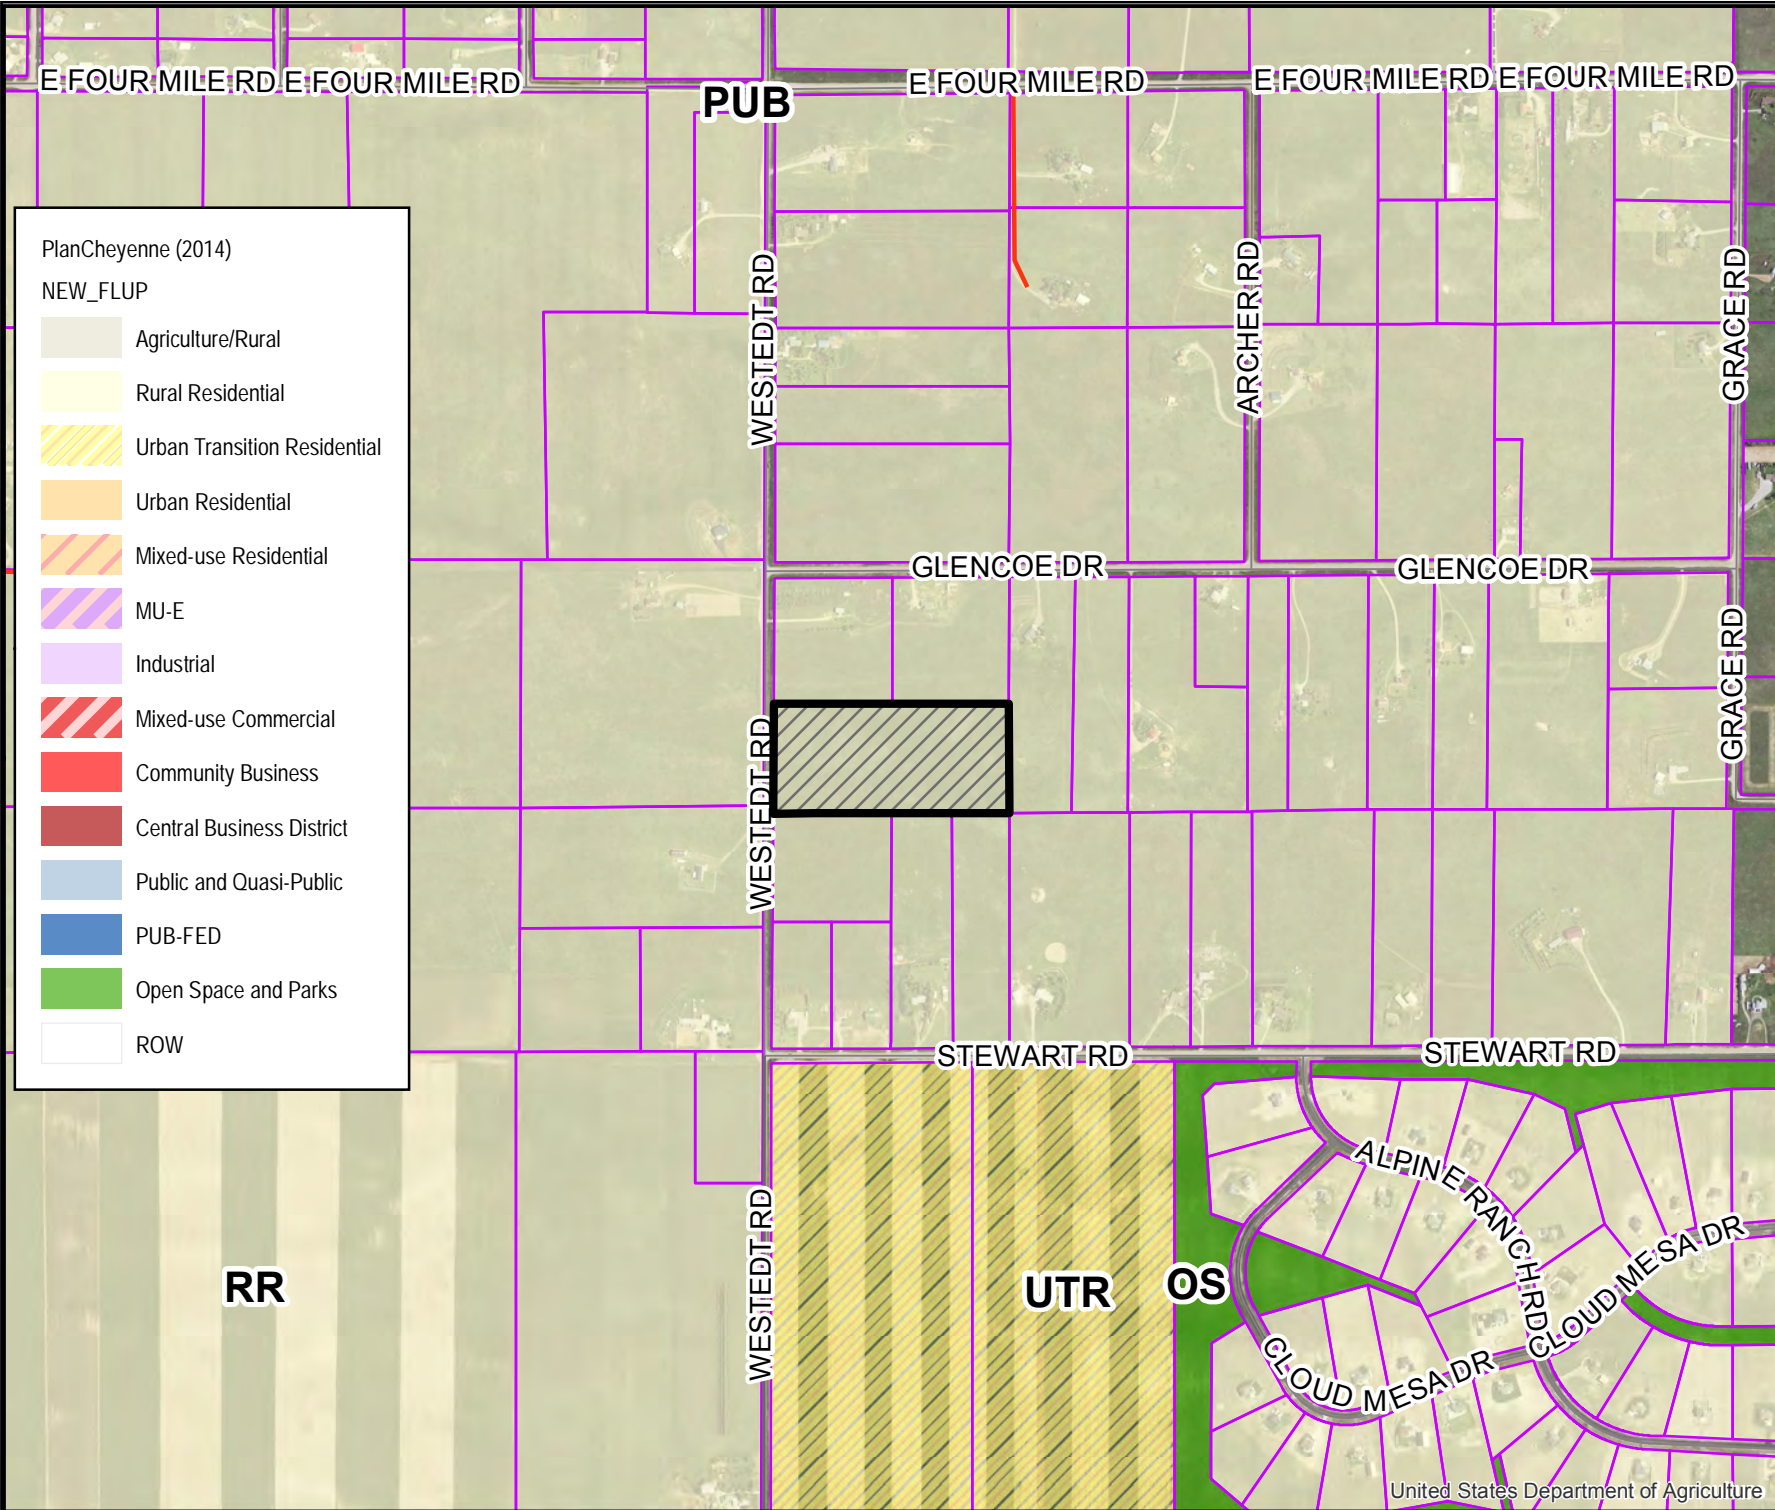 E FOUR MILE RD E FOUR MILE RD E FOUR MILE RD E FOUR MILE RD E FOUR MILE RD
PUB
PlanCheyenne (2014)
NEW_FLUP
Agriculture/Rural
Rural Residential
Urban Transition Residential
Urban Residential
Mixed-use Residential
MU-E
Industrial
Mixed-use Commercial
Community Business
Central Business District
Public and Quasi-Public
PUB-FED
Open Space and Parks
ROW
WESTEDT RD
ARCHER RD
GRACE RD
GLENCOE DR
GLENCOE DR
GRACE RD
WESTEDT RD
STEWART RD
STEWART RD
ALPINE RANCH RD
CLOUD MESA DR
WESTEDT RD
RR
UTR
OS
CLOUD MESA DR
United States Department of Agriculture